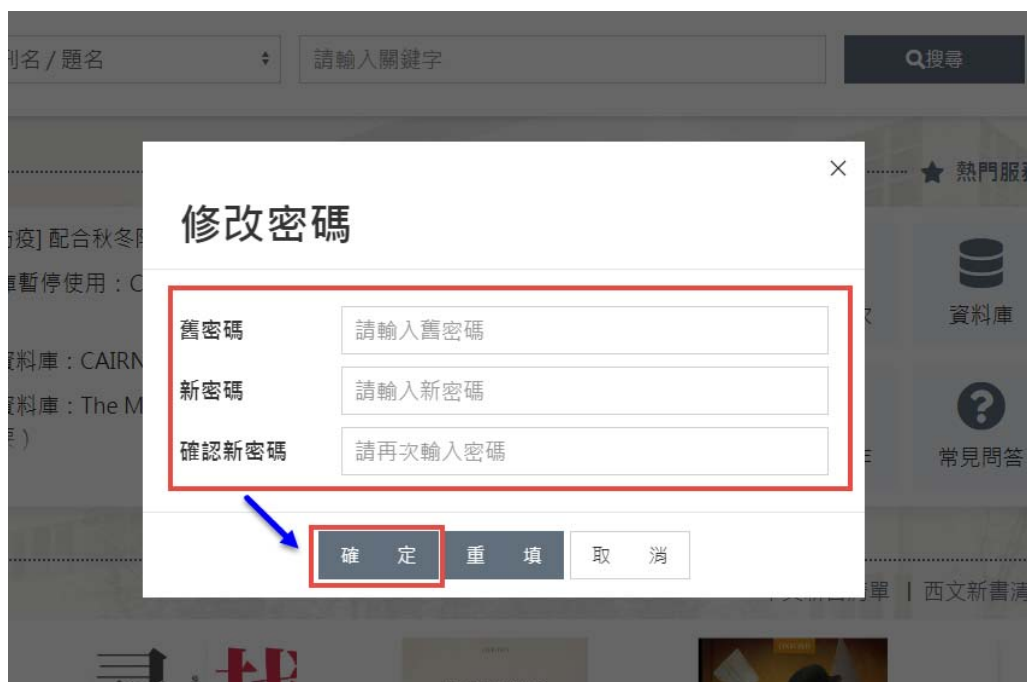 刊名 / 題名
請輸入關鍵字
搜尋
熱門服務
修改密碼
防疫] 配合秋冬防
庫暫停使用：C
資料庫
舊密碼
請輸入舊密碼
資料庫：CAIRN
新密碼
請輸入新密碼
資料庫：The M
確認新密碼
請再次輸入密碼
常見問答
確 定
重 填
取 消
西文新書清
尋 找